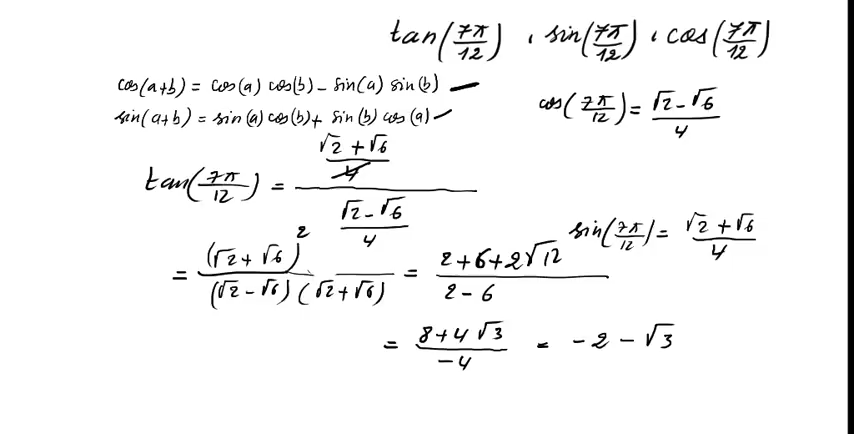 tan(7π/12) , sin(7π/12) , cos(7π/12)
cos(a+b) = cos(a) cos(b) - sin(a) sin(b)
cos(7π/12) = (√2 - √6)/4
sin(a+b) = sin(a) cos(b) + sin(b) cos(a)
tan(7π/12) = ((√2 + √6)/4)/((√2 - √6)/4)
sin(7π/12) = (√2 + √6)/4
= (√2 + √6)²/((√2 - √6)(√2 + √6)) = (2+6+2√12)/(2-6)
= (8+4√3)/(-4) = -2 - √3